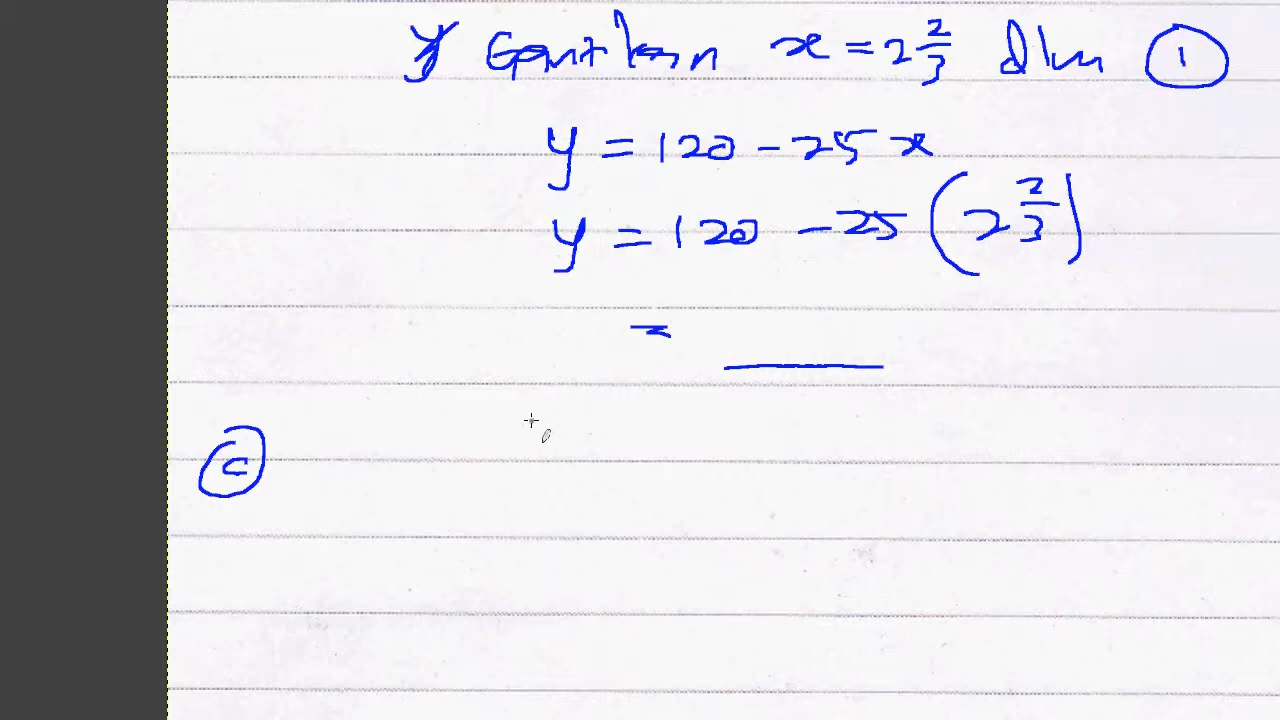 Gantikan x = 2 2/3 dlm ①
y = 120 - 25x
y = 120 - 25 (2 2/3)
=
ⓒ